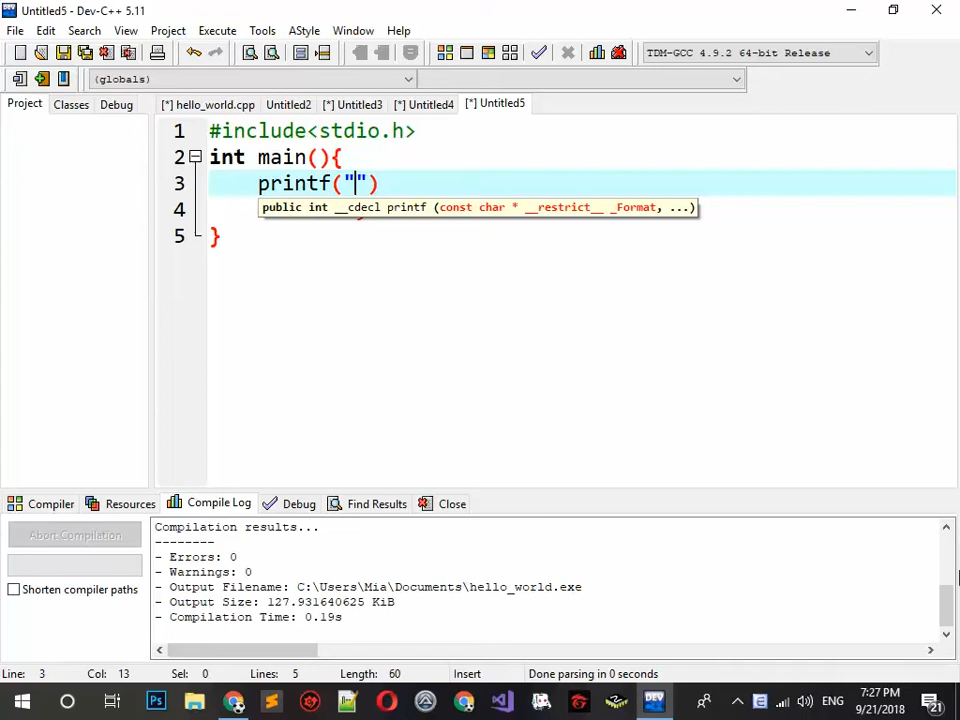 Untitled5 - Dev-C++ 5.11
File Edit Search View Project Execute Tools AStyle Window Help
TDM-GCC 4.9.2 64-bit Release
(globals)
Project Classes Debug [*] hello_world.cpp Untitled2 [*] Untitled3 [*] Untitled4 [*] Untitled5
1 #include<stdio.h>
2 int main(){
3 printf("")
public int __cdecl printf (const char * __restrict__ _Format, ...)
4
5 }
Compiler Resources Compile Log Debug Find Results Close
Abort Compilation
Shorten compiler paths
Compilation results...
--------
- Errors: 0
- Warnings: 0
- Output Filename: C:\Users\Mia\Documents\hello_world.exe
- Output Size: 127.931640625 KiB
- Compilation Time: 0.19s
Line: 3 Col: 13 Sel: 0 Lines: 5 Length: 60 Insert Done parsing in 0 seconds
Ps DEV ENG 7:27 PM
9/21/2018 21